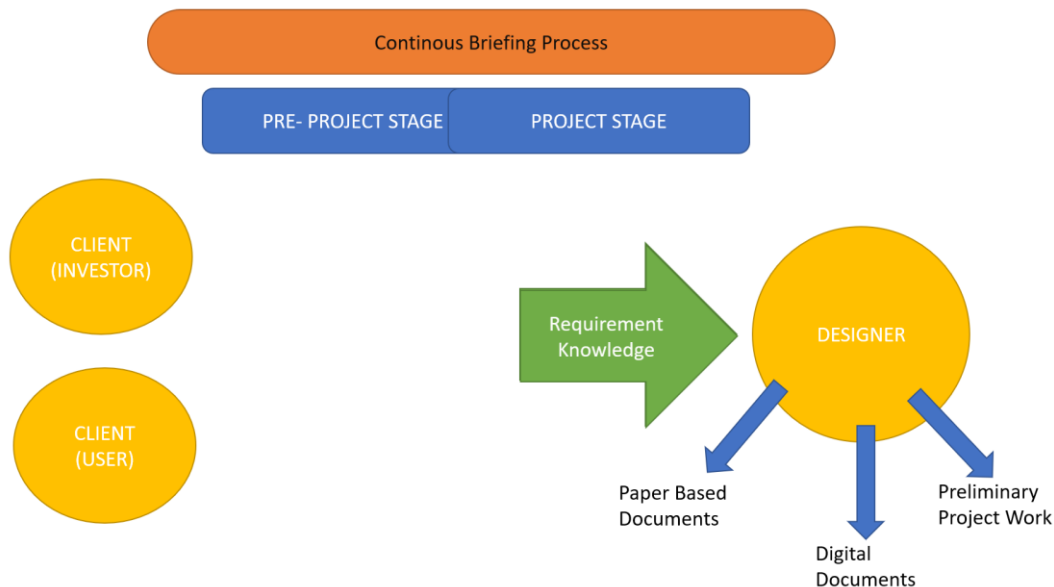 Continous Briefing Process
PRE- PROJECT STAGE
PROJECT STAGE
CLIENT
(INVESTOR)
Requirement
Knowledge
DESIGNER
CLIENT
(USER)
Paper Based
Documents
Preliminary
Project Work
Digital
Documents